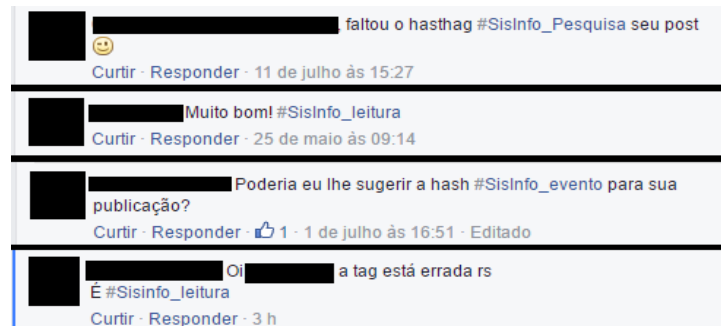 , faltou o hasthag #SisInfo_Pesquisa seu post
Curtir · Responder · 11 de julho às 15:27
Muito bom! #SisInfo_leitura
Curtir · Responder · 25 de maio às 09:14
Poderia eu lhe sugerir a hash #SisInfo_evento para sua
publicação?
Curtir · Responder · 1 · 1 de julho às 16:51 · Editado
Oi a tag está errada rs
É #Sisinfo_leitura
Curtir · Responder · 3 h